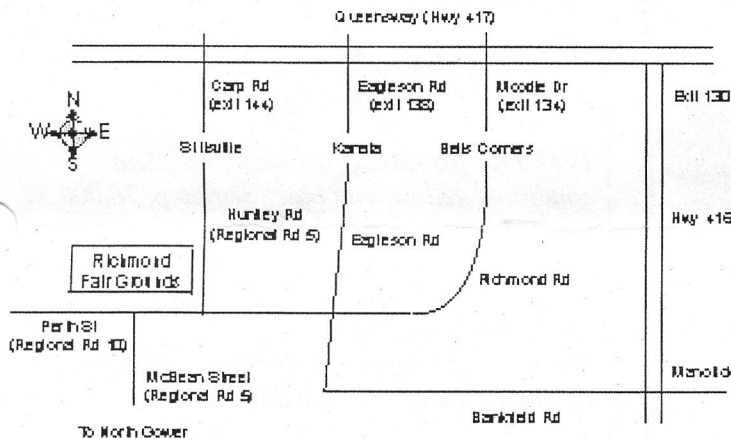 Queensway (Hwy 417)
Carp Rd
(exit 144)
Eagleson Rd
(exit 138)
Moodie Dr
(exit 134)
Exit 130
N
W
E
S
Stittsville
Kanata
Bells Corners
Huntley Rd
(Regional Rd 5)
Eagleson Rd
Hwy 416
Richmond
Fair Grounds
Richmond Rd
Perth St
(Regional Rd 10)
McBean Street
(Regional Rd 5)
Manotick
Bankfield Rd
To North Gower